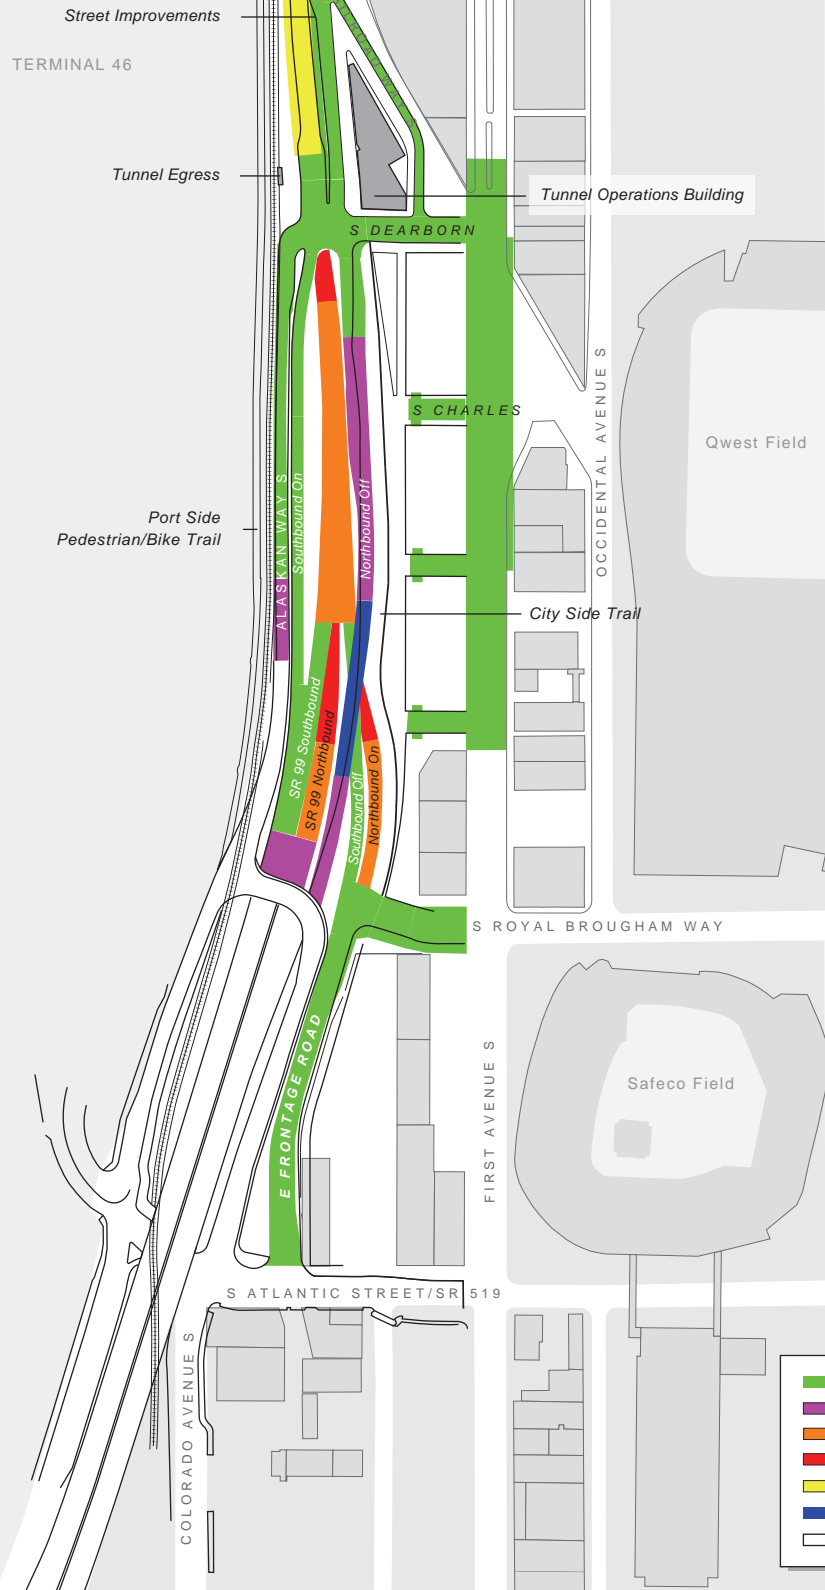 Street Improvements
RAILROAD WAY S
TERMINAL 46
Tunnel Egress
Tunnel Operations Building
S DEARBORN
S CHARLES
OCCIDENTAL AVENUE S
Qwest Field
ALASKAN WAY S
Southbound On
Northbound Off
Port Side
Pedestrian/Bike Trail
City Side Trail
SR 99 Southbound
SR 99 Northbound
Southbound Off
Northbound On
S ROYAL BROUGHAM WAY
E FRONTAGE ROAD
FIRST AVENUE S
Safeco Field
S ATLANTIC STREET/SR 519
COLORADO AVENUE S